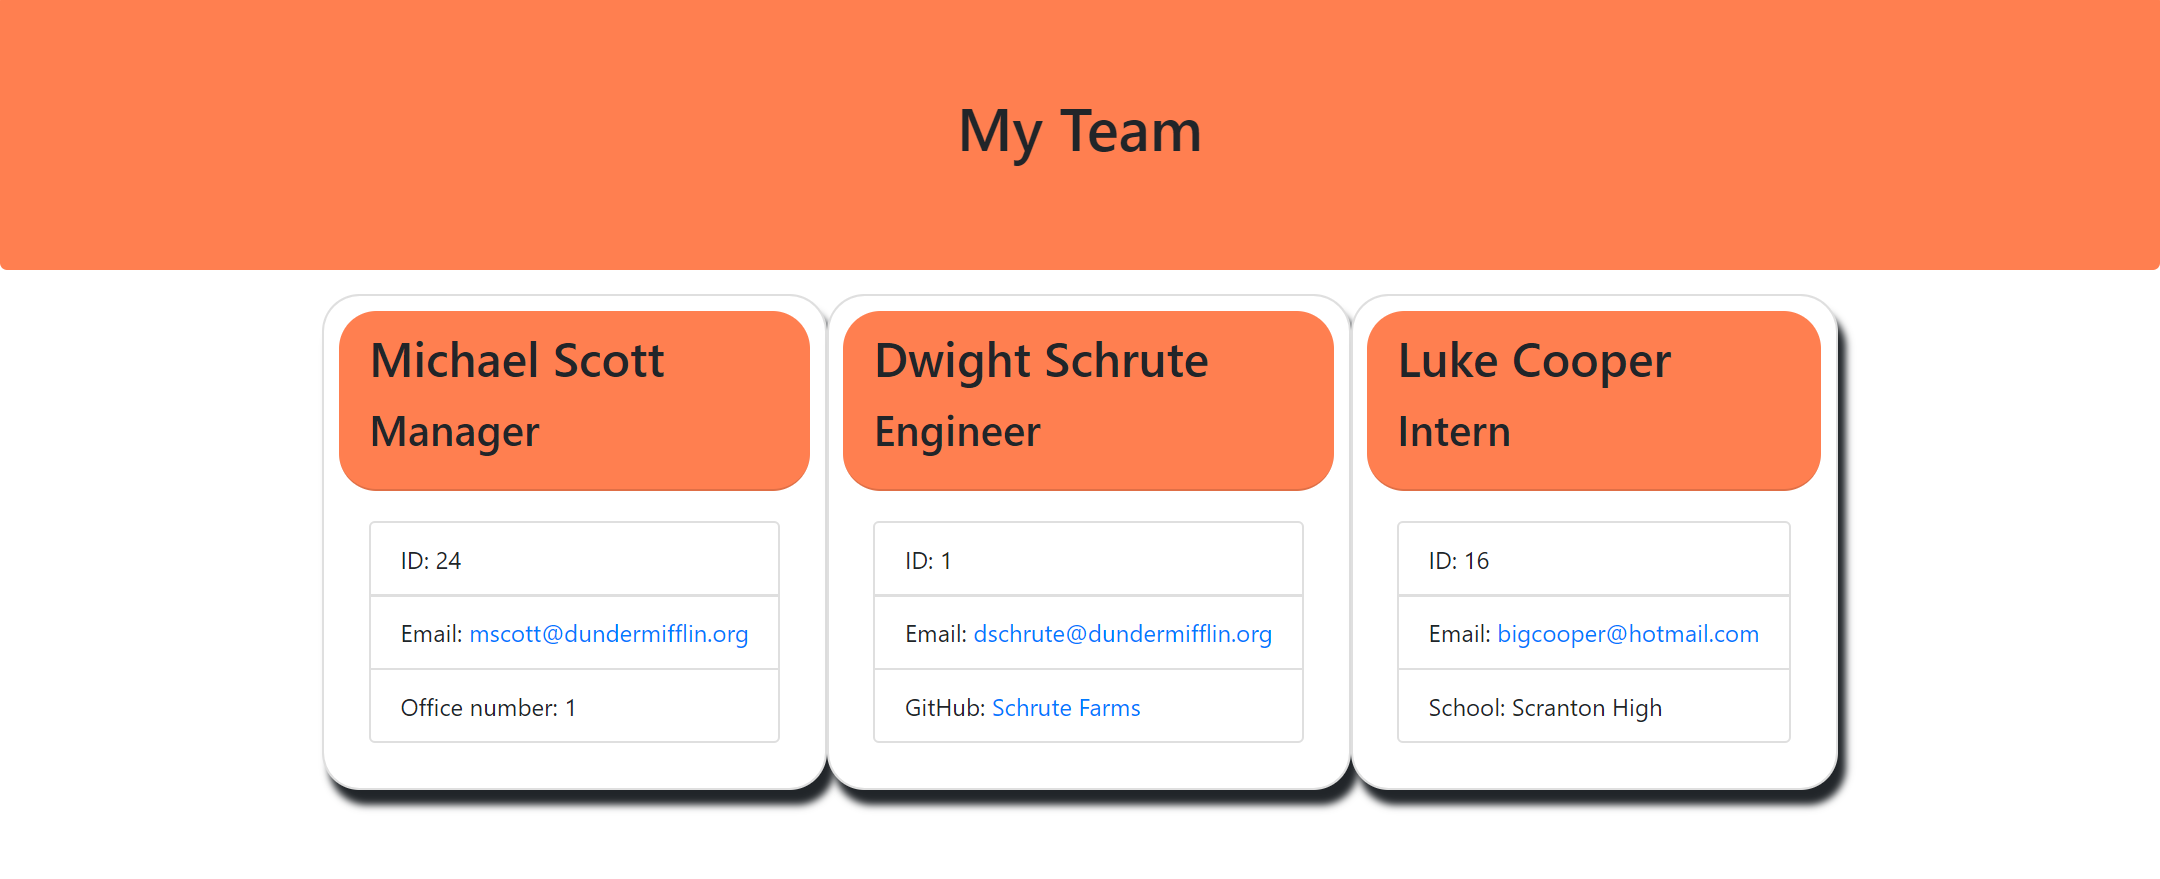 My Team
Michael Scott
Manager
ID: 24
Email: mscott@dundermifflin.org
Office number: 1
Dwight Schrute
Engineer
ID: 1
Email: dschrute@dundermifflin.org
GitHub: Schrute Farms
Luke Cooper
Intern
ID: 16
Email: bigcooper@hotmail.com
School: Scranton High